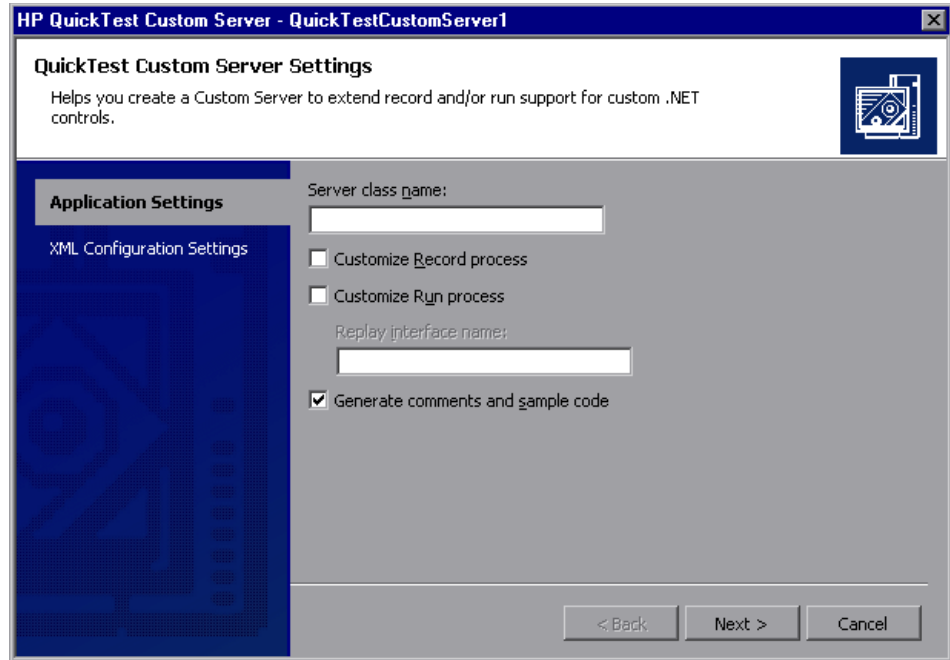 HP QuickTest Custom Server - QuickTestCustomServer1
QuickTest Custom Server Settings
Helps you create a Custom Server to extend record and/or run support for custom .NET
controls.
Application Settings
XML Configuration Settings
Server class name:
Customize Record process
Customize Run process
Replay interface name:
Generate comments and sample code
< Back
Next >
Cancel